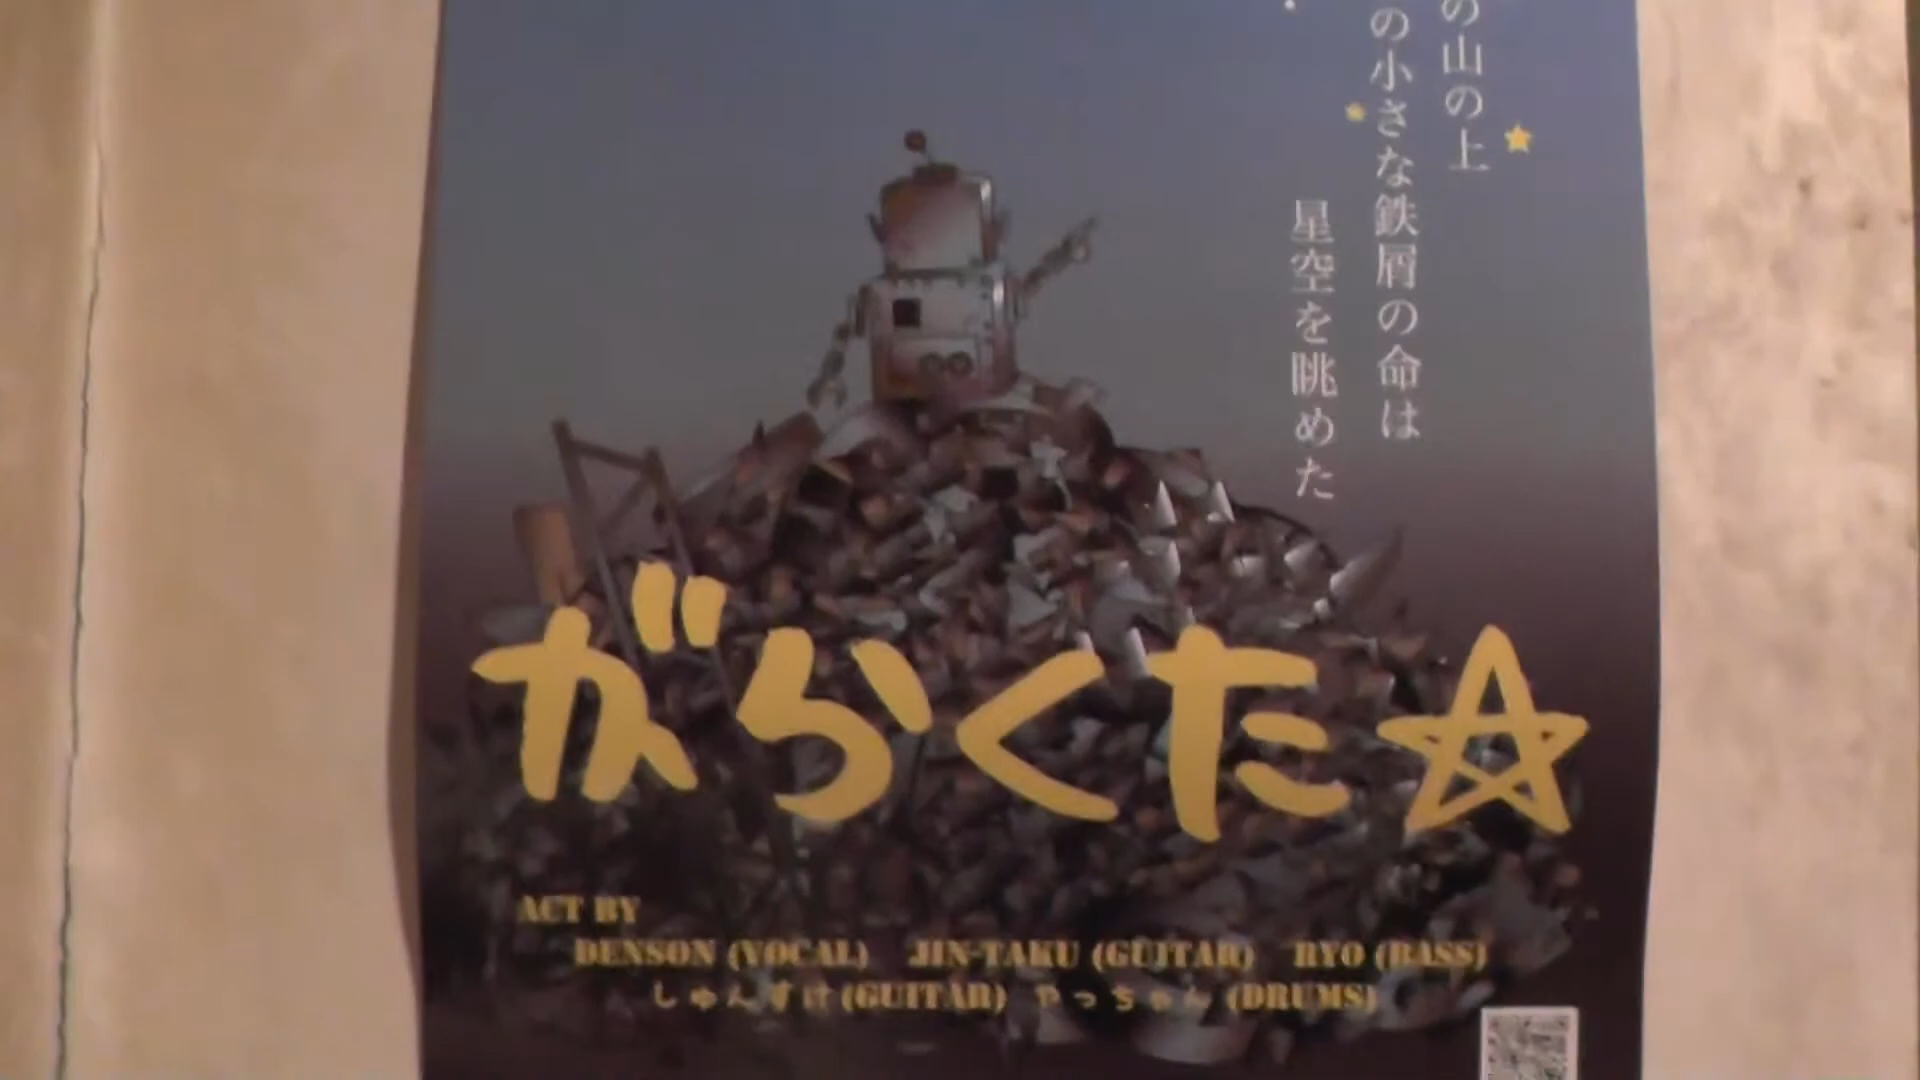 の山の上
の小さな鉄屑の命は
星空を眺めた
がらくた☆
ACT BY
DENSON (VOCAL) JIN-TAKU (GUITAR) RYO (BASS)
しゅんすけ (GUITAR) やっちゃん (DRUMS)